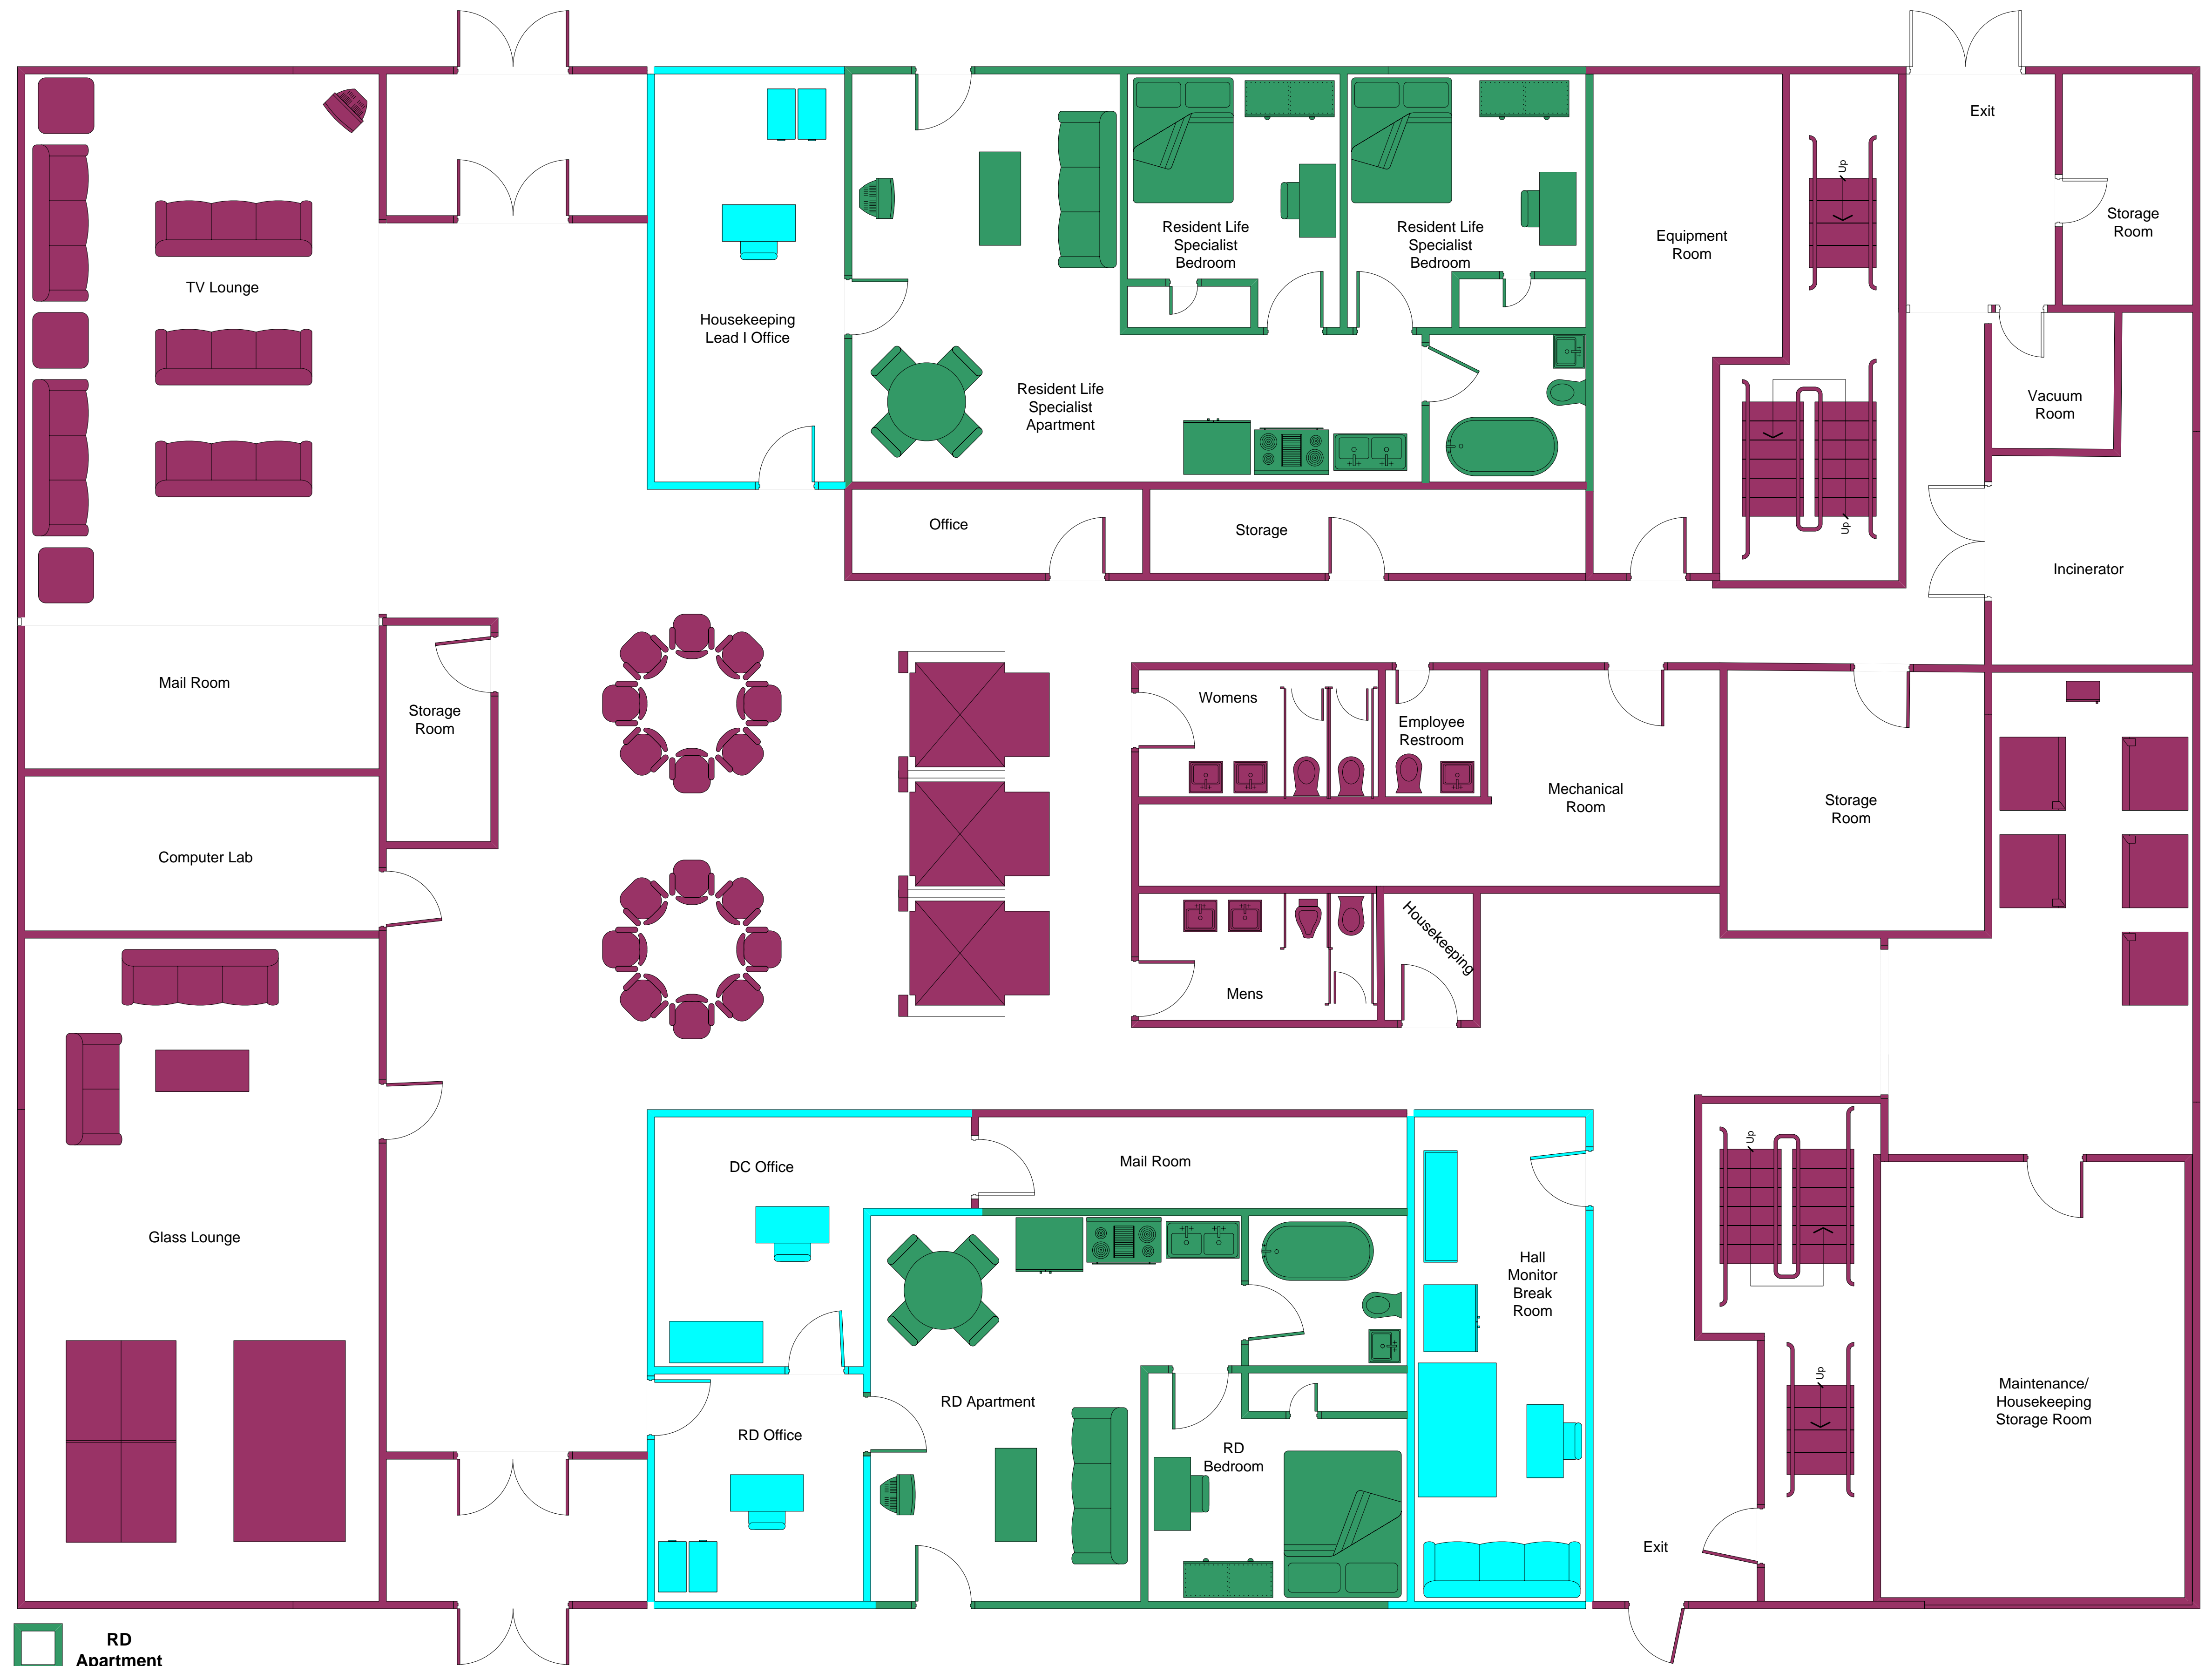 Exit
Up
Storage
Room
Resident Life
Specialist
Bedroom
Resident Life
Specialist
Bedroom
Equipment
Room
TV Lounge
Housekeeping
Lead I Office
Resident Life
Specialist
Apartment
Vacuum
Room
Office
Storage
Up
Incinerator
Mail Room
Storage
Room
Womens
Employee
Restroom
Mechanical
Room
Storage
Room
Computer Lab
Housekeeping
Mens
DC Office
Mail Room
Up
Glass Lounge
Hall
Monitor
Break
Room
Up
RD Apartment
RD Office
RD
Bedroom
Maintenance/
Housekeeping
Storage Room
Exit
RD
Apartment